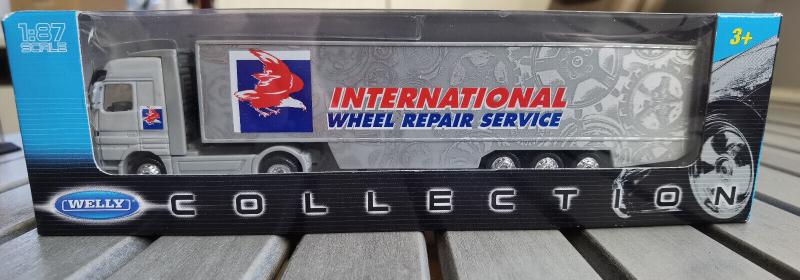 1:87
SCALE
3+
INTERNATIONAL
WHEEL REPAIR SERVICE
WELLY
COLLECTION